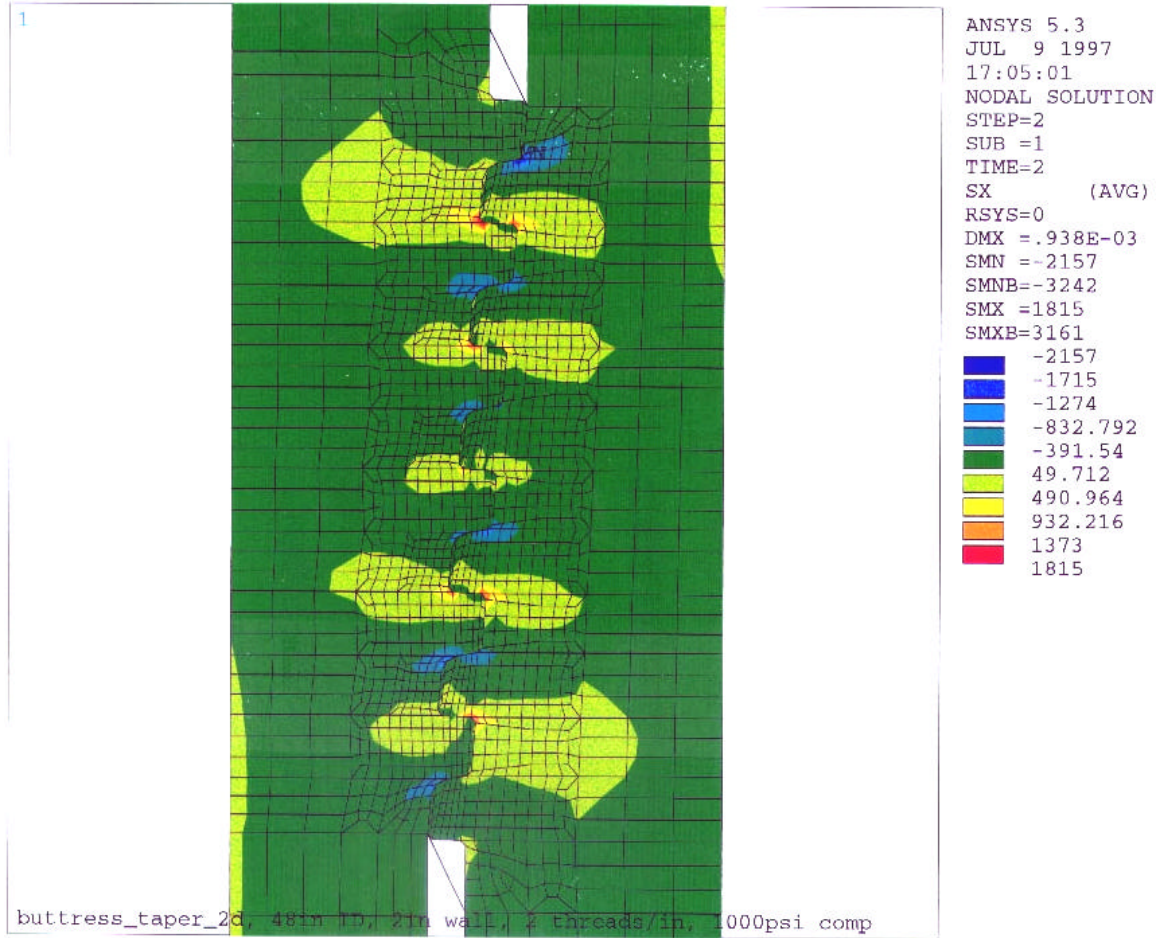 1
ANSYS 5.3
JUL 9 1997
17:05:01
NODAL SOLUTION
STEP=2
SUB =1
TIME=2
SX (AVG)
RSYS=0
DMX =.938E-03
SMN =-2157
SMNB=-3242
SMX =1815
SMXB=3161
-2157
-1715
-1274
-832.792
-391.54
49.712
490.964
932.216
1373
1815
MN
buttress_taper_2d, 48in ID, 2in wall, 2 threads/in, 1000psi comp